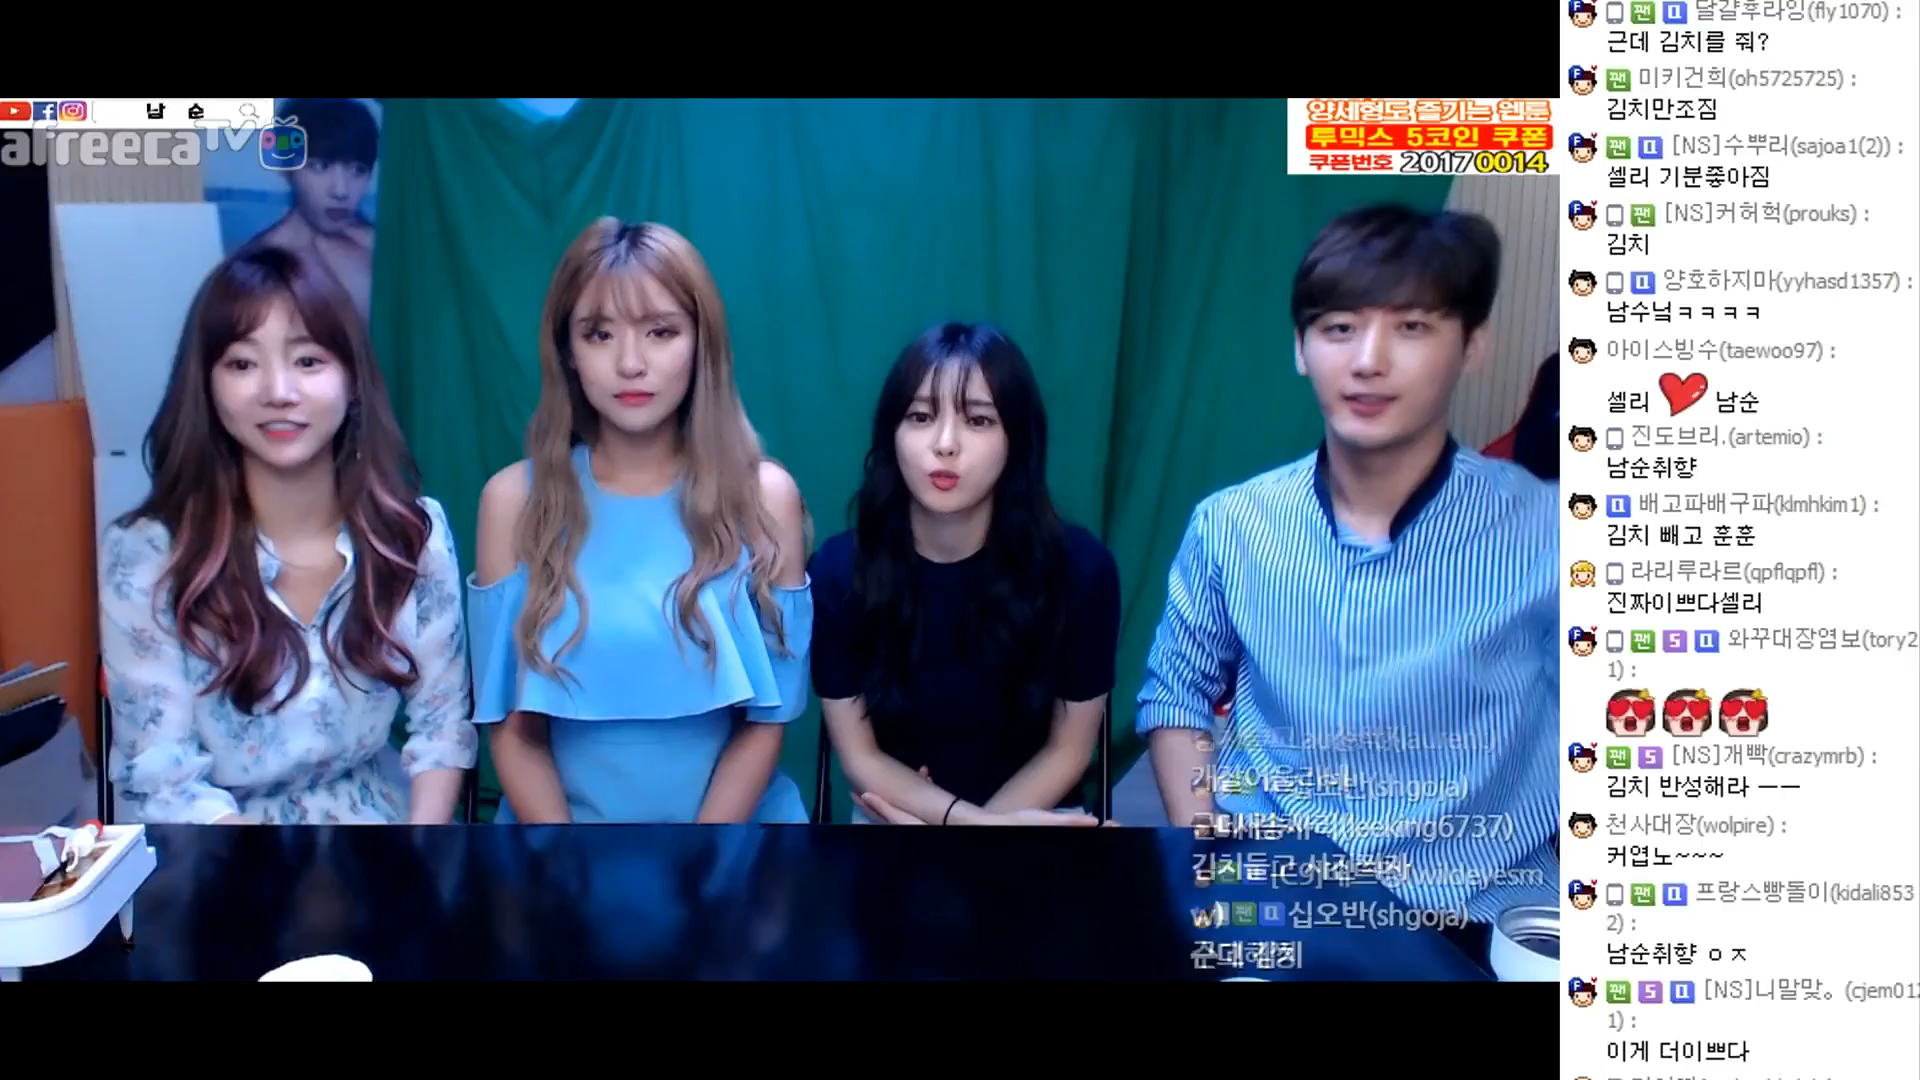 남 순
afreecaTV
양세형도 즐기는 웹툰
투믹스 5코인 쿠폰
쿠폰번호 20170014
십오반(shgoja)
달걀후라잉(fly1070) :
근데 김치를 줘?
팬 미키건희(oh5725725) :
김치만조짐
팬 [NS]수뿌리(sajoa1(2)) :
셀리 기분좋아짐
팬 [NS]커허헉(prouks) :
김치
양호하지마(yyhasd1357) :
남수닠ㅋㅋㅋㅋ
아이스빙수(taewoo97) :
셀리 남순
진도브리.(artemio) :
남순취향
배고파배구파(klmhkim1) :
김치 빼고 훈훈
라리루라르(qpflqpfl) :
진짜이쁘다셀리
팬 S 와꾸대장염보(tory2
1) :
팬 S [NS]개빡(crazymrb) :
김치 반성해라 ㅡㅡ
천사대장(wolpire) :
커엽노~~~
팬 프랑스빵돌이(kidali853
2) :
남순취향 ㅇㅈ
팬 S [NS]니말맞。(cjem012
1) :
이게 더이쁘다